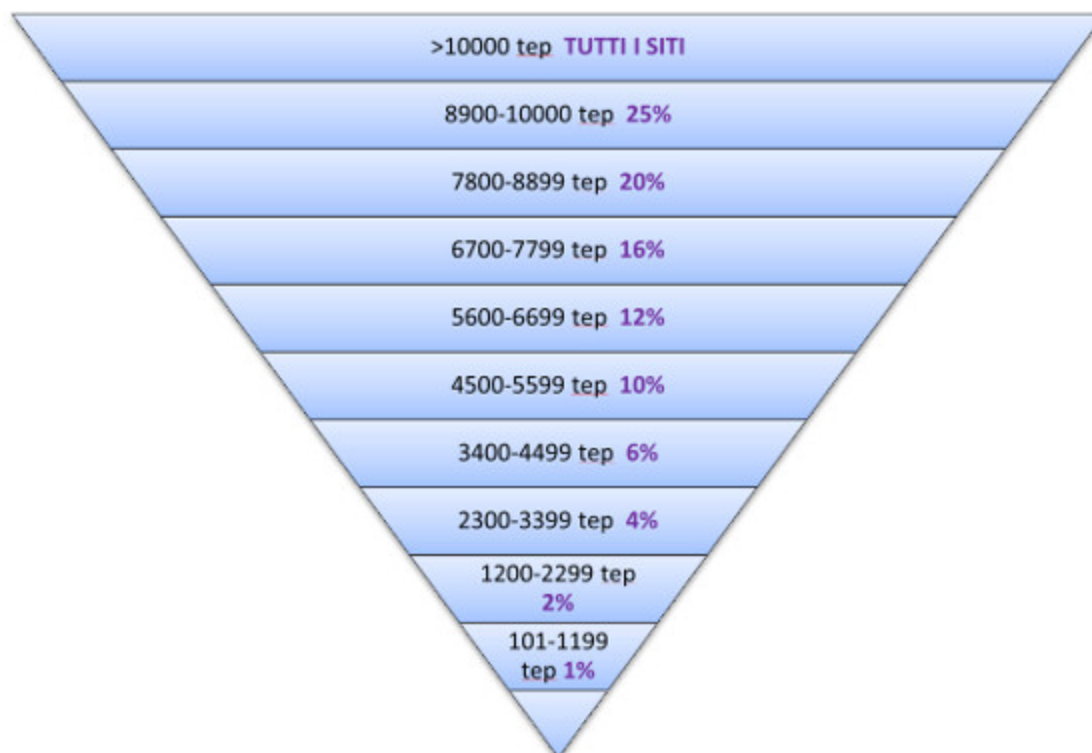 >10000 tep TUTTI I SITI
8900-10000 tep 25%
7800-8899 tep 20%
6700-7799 tep 16%
5600-6699 tep 12%
4500-5599 tep 10%
3400-4499 tep 6%
2300-3399 tep 4%
1200-2299 tep
2%
101-1199
tep 1%